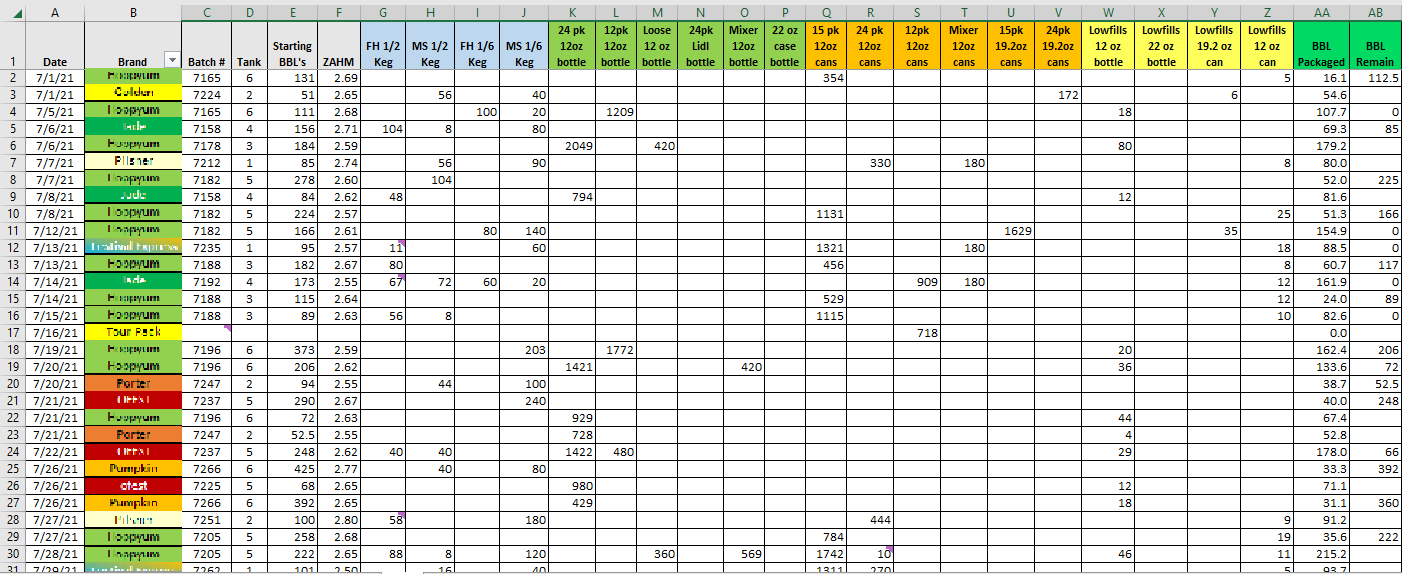 A B C D E F G H I J K L M N O P Q R S T U V W X Y Z AA AB
24 pk 12pk Loose 24pk Mixer 22 oz 15 pk 24 pk 12pk Mixer 15pk 24pk Lowfills Lowfills Lowfills Lowfills
Starting FH 1/2 MS 1/2 FH 1/6 MS 1/6 12oz 12oz 12 oz Lidl 12oz case 12oz 12oz 12oz 12oz 19.2oz 19.2oz 12 oz 22 oz 19.2 oz 12 oz BBL BBL
1 Date Brand Batch # Tank BBL's ZAHM Keg Keg Keg Keg bottle bottle bottle bottle bottle bottle cans cans cans cans cans cans bottle bottle can can Packaged Remain
2 7/1/21 Hoppyum 7165 6 131 2.69 354 5 16.1 112.5
3 7/1/21 Golden 7224 2 51 2.65 56 40 172 6 54.6
4 7/5/21 Hoppyum 7165 6 111 2.68 100 20 1209 18 107.7 0
5 7/6/21 Jade 7158 4 156 2.71 104 8 80 69.3 85
6 7/6/21 Hoppyum 7178 3 184 2.59 2049 420 80 179.2
7 7/7/21 Pilsner 7212 1 85 2.74 56 90 330 180 8 80.0
8 7/7/21 Hoppyum 7182 5 278 2.60 104 52.0 225
9 7/8/21 Jade 7158 4 84 2.62 48 794 12 81.6
10 7/8/21 Hoppyum 7182 5 224 2.57 1131 25 51.3 166
11 7/12/21 Hoppyum 7182 5 166 2.61 80 140 1629 35 154.9 0
12 7/13/21 7235 1 95 2.57 11 60 1321 180 18 88.5 0
13 7/13/21 Hoppyum 7188 3 182 2.67 80 456 8 60.7 117
14 7/14/21 Jade 7192 4 173 2.55 67 72 60 20 909 180 12 161.9 0
15 7/14/21 Hoppyum 7188 3 115 2.64 529 12 24.0 89
16 7/15/21 Hoppyum 7188 3 89 2.63 56 8 1115 10 82.6 0
17 7/16/21 Tour Pack 718 0.0
18 7/19/21 Hoppyum 7196 6 373 2.59 203 1772 20 162.4 206
19 7/20/21 Hoppyum 7196 6 206 2.62 1421 420 36 133.6 72
20 7/20/21 Porter 7247 2 94 2.55 44 100 38.7 52.5
21 7/21/21 7237 5 290 2.67 240 40.0 248
22 7/21/21 Hoppyum 7196 6 72 2.63 929 44 67.4
23 7/21/21 Porter 7247 2 52.5 2.55 728 4 52.8
24 7/22/21 7237 5 248 2.62 40 40 1422 480 29 178.0 66
25 7/26/21 Pumpkin 7266 6 425 2.77 40 80 33.3 392
26 7/26/21 7225 5 68 2.65 980 12 71.1
27 7/26/21 Pumpkin 7266 6 392 2.65 429 18 31.1 360
28 7/27/21 Pilsner 7251 2 100 2.80 58 180 444 9 91.2
29 7/27/21 Hoppyum 7205 5 258 2.68 784 19 35.6 222
30 7/28/21 Hoppyum 7205 5 222 2.65 88 8 120 360 569 1742 10 46 11 215.2
31 7/29/21 7262 1 101 2.50 16 40 1311 270 5 93.7